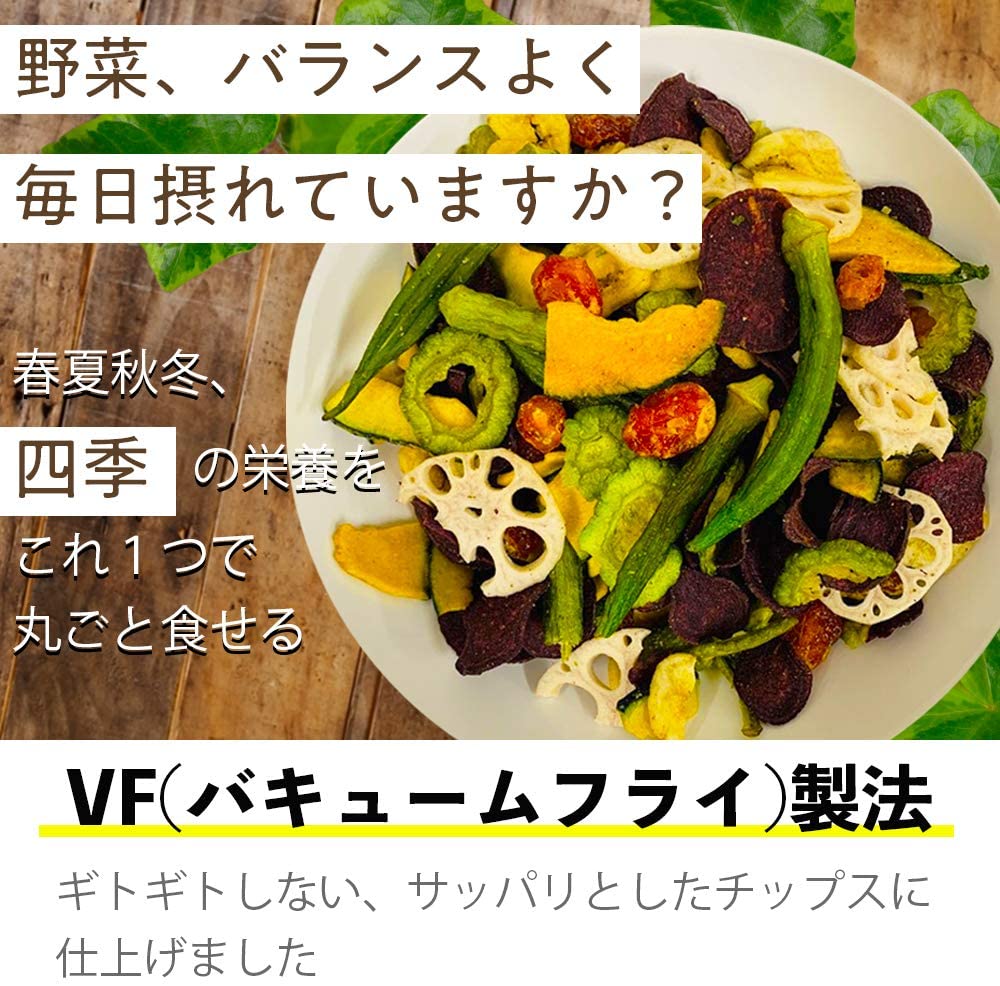 野菜、バランスよく
毎日摂れていますか？
春夏秋冬、
四季 の栄養を
これ１つで
丸ごと食せる
VF(バキュームフライ)製法
ギトギトしない、サッパリとしたチップスに
仕上げました